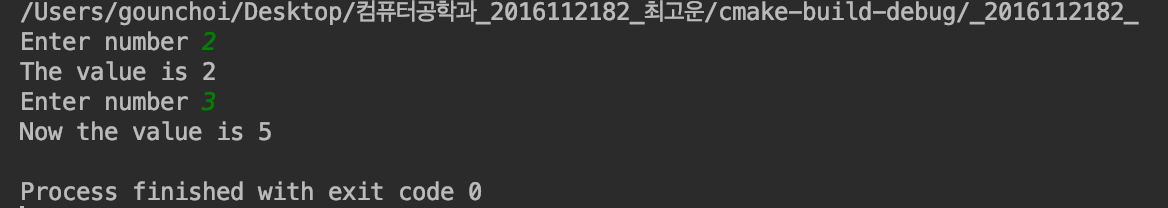 /Users/gounchoi/Desktop/컴퓨터공학과_2016112182_최고운/cmake-build-debug/_2016112182_
Enter number 2
The value is 2
Enter number 3
Now the value is 5
Process finished with exit code 0